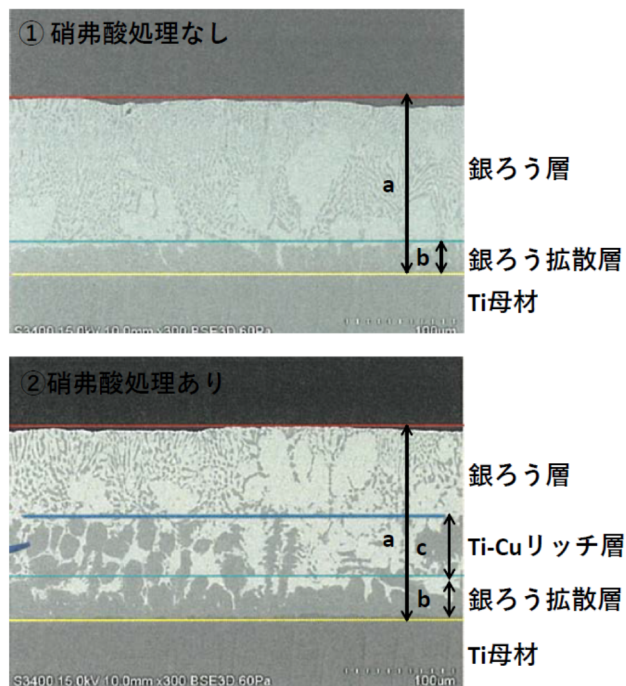 ① 硝弗酸処理なし
a
銀ろう層
b
銀ろう拡散層
Ti母材
S3400 15.0kV 10.0mm x300 BSE3D 60Pa
100μm
②硝弗酸処理あり
銀ろう層
a
c
Ti-Cuリッチ層
b
銀ろう拡散層
Ti母材
S3400 15.0kV 10.0mm x300 BSE3D 60Pa
100μm